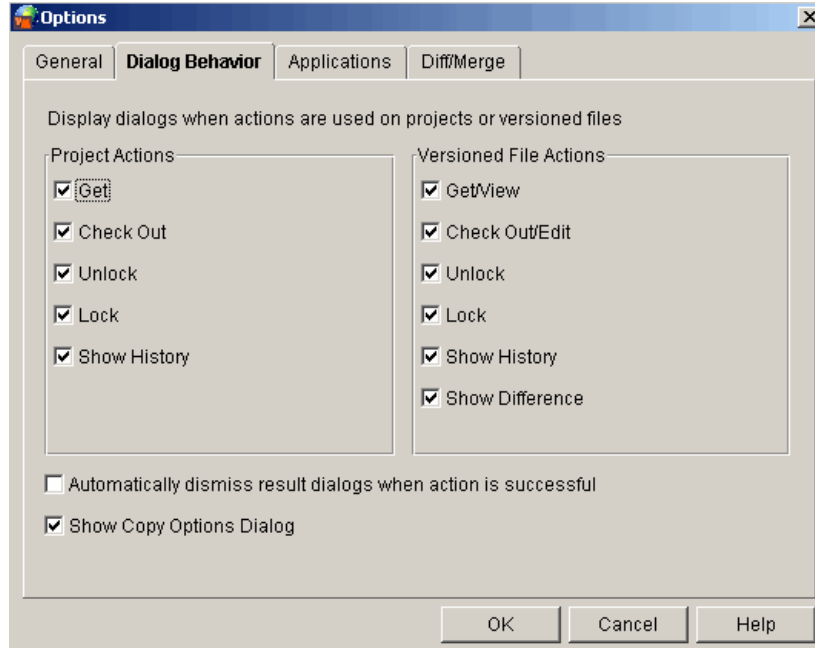 Options
General Dialog Behavior Applications Diff/Merge
Display dialogs when actions are used on projects or versioned files
Project Actions
Get
Check Out
Unlock
Lock
Show History
Versioned File Actions
Get/View
Check Out/Edit
Unlock
Lock
Show History
Show Difference
Automatically dismiss result dialogs when action is successful
Show Copy Options Dialog
OK Cancel Help